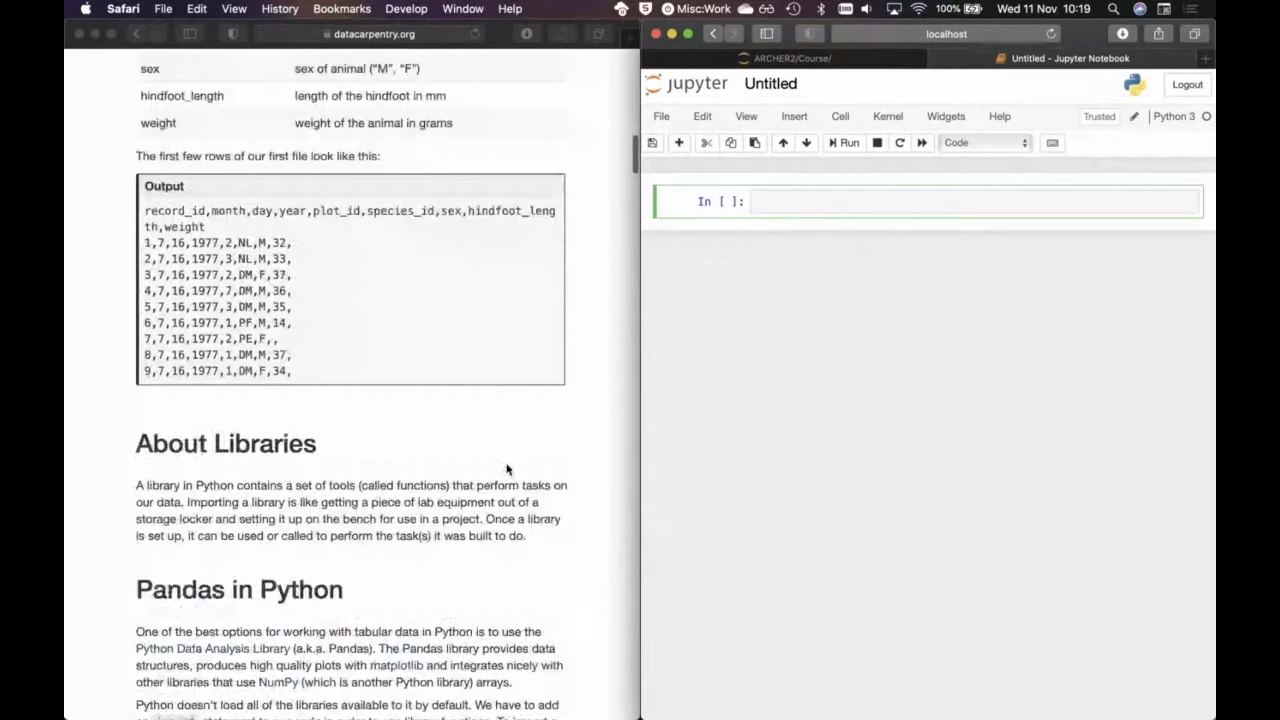 Safari File Edit View History Bookmarks Develop Window Help Misc:Work 100% Wed 11 Nov 10:19
datacarpentry.org
localhost
ARCHER2/Course/
Untitled - Jupyter Notebook
sex sex of animal (“M”, “F”)
hindfoot_length length of the hindfoot in mm
weight weight of the animal in grams
The first few rows of our first file look like this:
Output
record_id,month,day,year,plot_id,species_id,sex,hindfoot_leng
th,weight
1,7,16,1977,2,NL,M,32,
2,7,16,1977,3,NL,M,33,
3,7,16,1977,2,DM,F,37,
4,7,16,1977,7,DM,M,36,
5,7,16,1977,3,DM,M,35,
6,7,16,1977,1,PF,M,14,
7,7,16,1977,2,PE,F,,
8,7,16,1977,1,DM,M,37,
9,7,16,1977,1,DM,F,34,
About Libraries
A library in Python contains a set of tools (called functions) that perform tasks on
our data. Importing a library is like getting a piece of lab equipment out of a
storage locker and setting it up on the bench for use in a project. Once a library
is set up, it can be used or called to perform the task(s) it was built to do.
Pandas in Python
One of the best options for working with tabular data in Python is to use the
Python Data Analysis Library (a.k.a. Pandas). The Pandas library provides data
structures, produces high quality plots with matplotlib and integrates nicely with
other libraries that use NumPy (which is another Python library) arrays.
Python doesn't load all of the libraries available to it by default. We have to add
jupyter Untitled
Logout
File Edit View Insert Cell Kernel Widgets Help Trusted Python 3
Run Code
In [ ]: